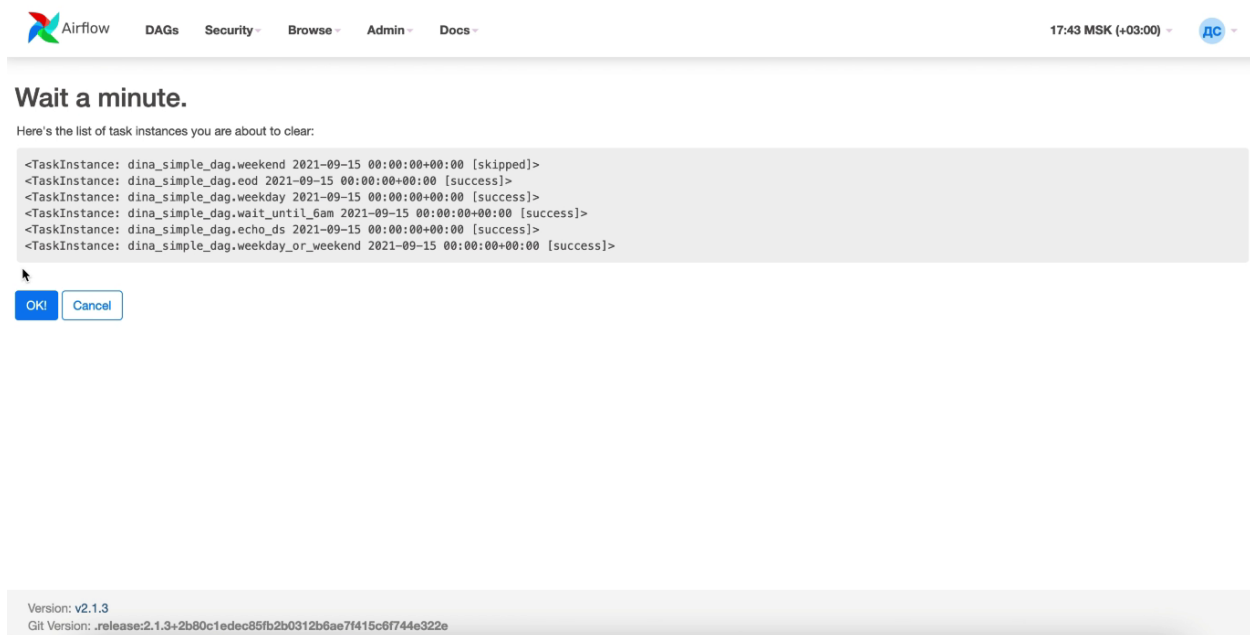 Airflow DAGs Security Browse Admin Docs 17:43 MSK (+03:00) ДС
Wait a minute.
Here's the list of task instances you are about to clear:
<TaskInstance: dina_simple_dag.weekend 2021-09-15 00:00:00+00:00 [skipped]>
<TaskInstance: dina_simple_dag.eod 2021-09-15 00:00:00+00:00 [success]>
<TaskInstance: dina_simple_dag.weekday 2021-09-15 00:00:00+00:00 [success]>
<TaskInstance: dina_simple_dag.wait_until_6am 2021-09-15 00:00:00+00:00 [success]>
<TaskInstance: dina_simple_dag.echo_ds 2021-09-15 00:00:00+00:00 [success]>
<TaskInstance: dina_simple_dag.weekday_or_weekend 2021-09-15 00:00:00+00:00 [success]>
OK! Cancel
Version: v2.1.3
Git Version: .release:2.1.3+2b80c1edec85fb2b0312b6ae7f415c6f744e322e